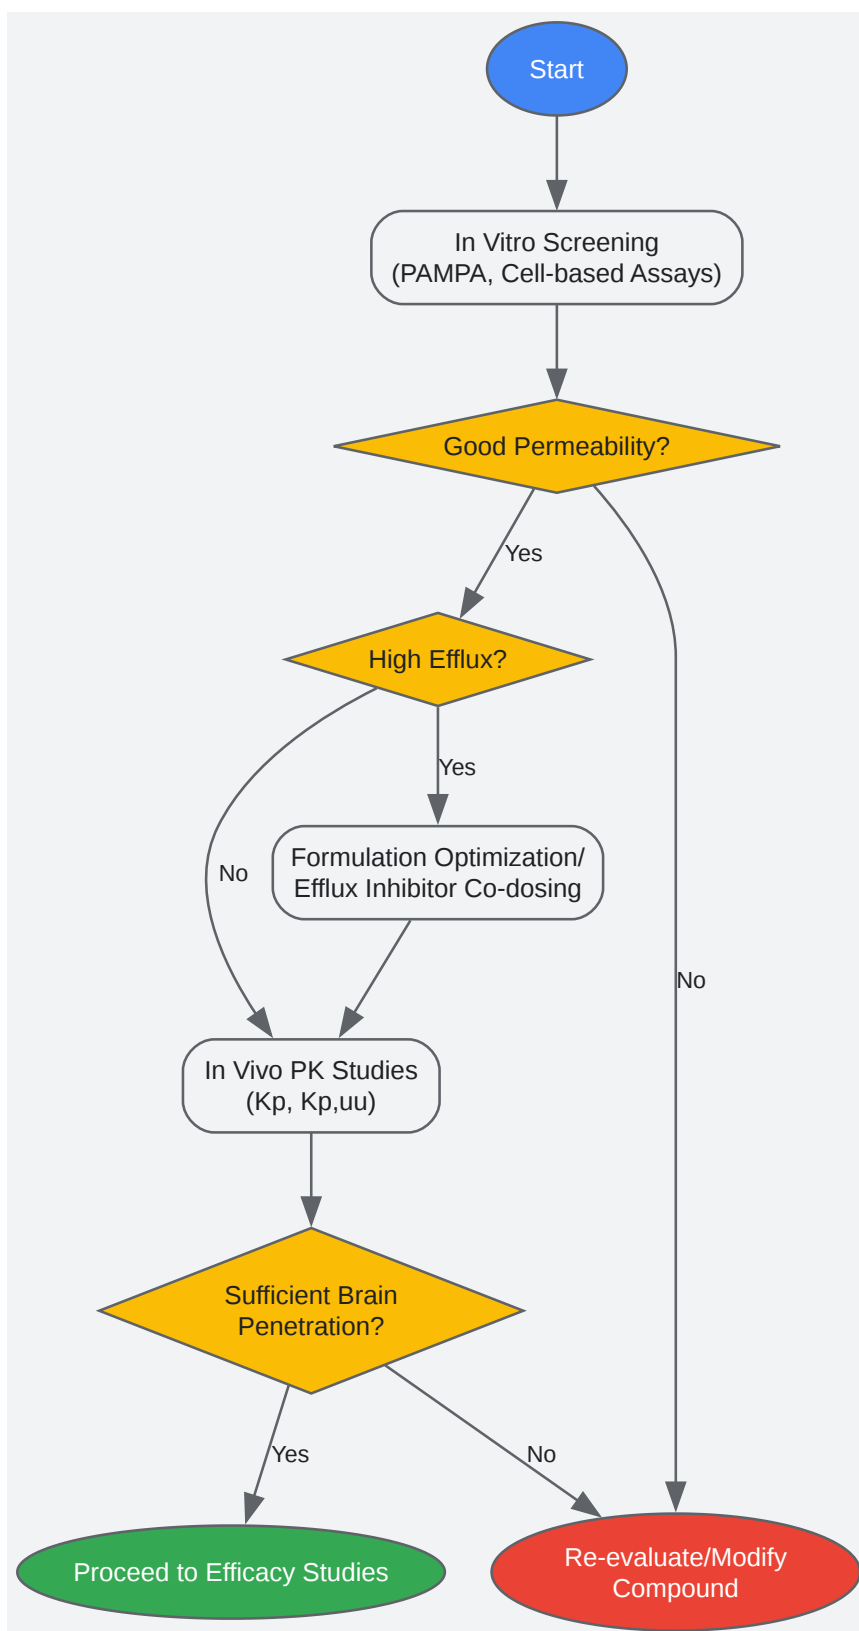 Start
In Vitro Screening
(PAMPA, Cell-based Assays)
Good Permeability?
Yes
High Efflux?
Yes
Formulation Optimization/
Efflux Inhibitor Co-dosing
No
No
In Vivo PK Studies
(Kp, Kp,uu)
Sufficient Brain
Penetration?
Yes
No
Proceed to Efficacy Studies
Re-evaluate/Modify
Compound